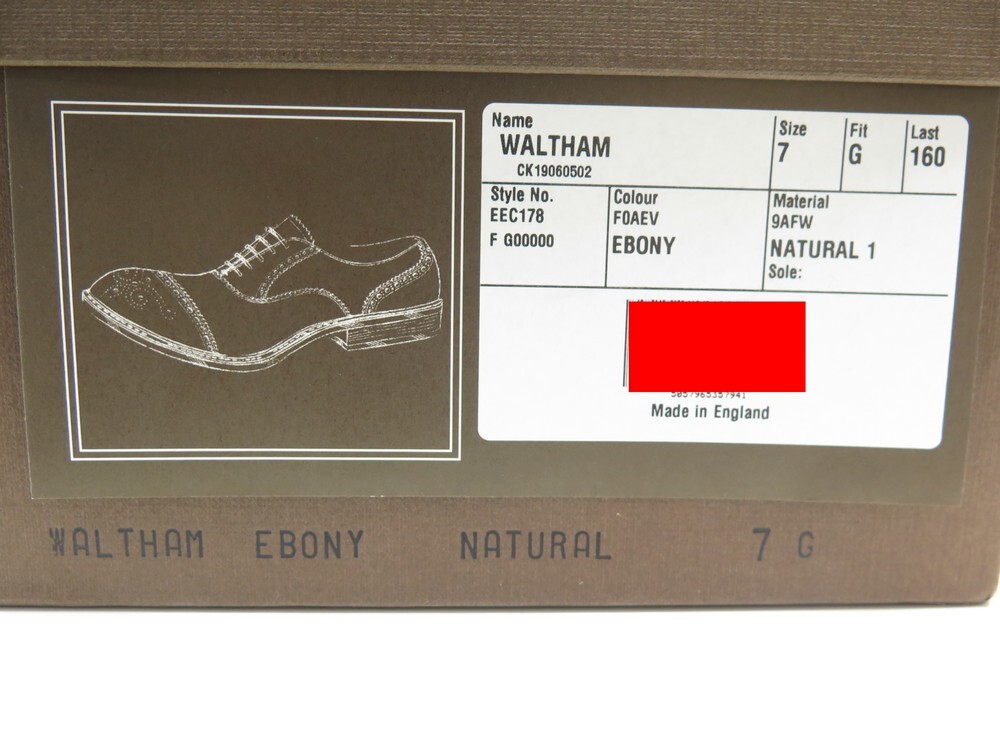 Name
WALTHAM
CK19060502
Size
7
Fit
G
Last
160
Style No.
EEC178
F G00000
Colour
F0AEV
EBONY
Material
9AFW
NATURAL 1
Sole:
Made in England
WALTHAM EBONY NATURAL 7 G